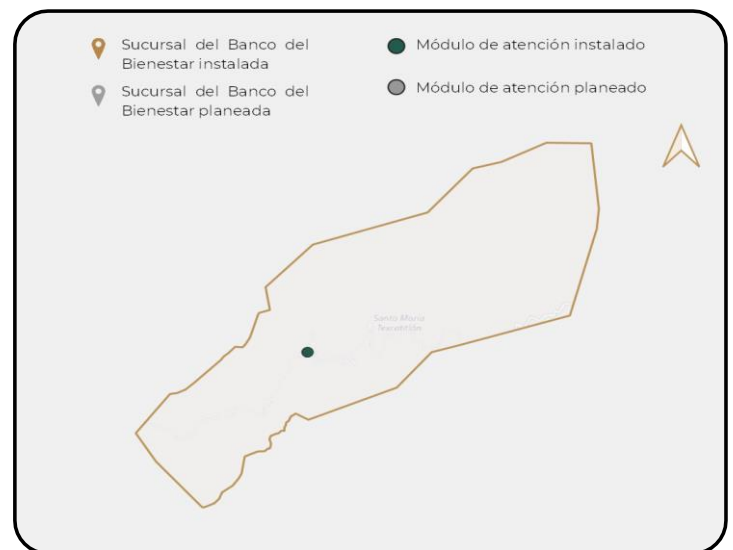 Sucursal del Banco del
Bienestar instalada
Sucursal del Banco del
Bienestar planeada
Módulo de atención instalado
Módulo de atención planeado
Santa María
Texcatitlán